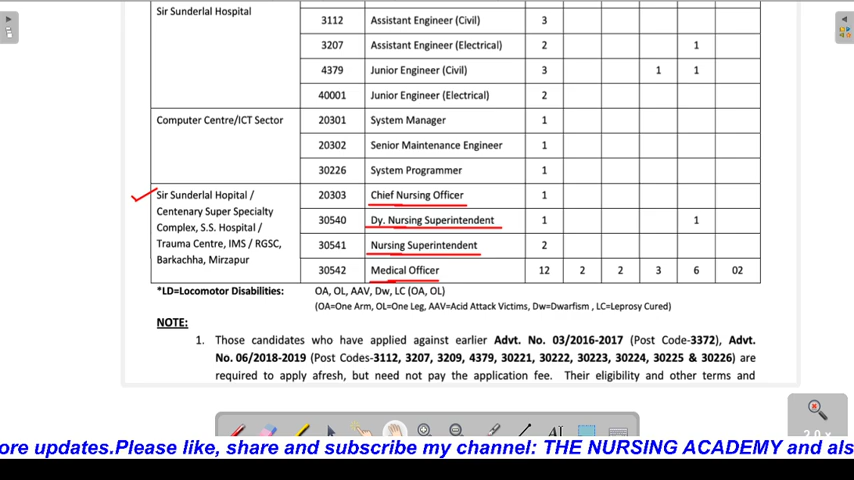 Sir Sunderlal Hospital
3112 Assistant Engineer (Civil) 3
3207 Assistant Engineer (Electrical) 2 1
4379 Junior Engineer (Civil) 3 1 1
40001 Junior Engineer (Electrical) 2
Computer Centre/ICT Sector 20301 System Manager 1
20302 Senior Maintenance Engineer 1
30226 System Programmer 1
Sir Sunderlal Hopital / 20303 Chief Nursing Officer 1
Centenary Super Specialty
Complex, S.S. Hospital / 30540 Dy. Nursing Superintendent 1 1
Trauma Centre, IMS / RGSC, 30541 Nursing Superintendent 2
Barkachha, Mirzapur
30542 Medical Officer 12 2 2 3 6 02
*LD=Locomotor Disabilities: OA, OL, AAV, Dw, LC (OA, OL)
(OA=One Arm, OL=One Leg, AAV=Acid Attack Victims, Dw=Dwarfism , LC=Leprosy Cured)
NOTE:
1. Those candidates who have applied against earlier Advt. No. 03/2016-2017 (Post Code-3372), Advt.
No. 06/2018-2019 (Post Codes-3112, 3207, 3209, 4379, 30221, 30222, 30223, 30224, 30225 & 30226) are
required to apply afresh, but need not pay the application fee. Their eligibility and other terms and
2.0 x
ore updates.Please like, share and subscribe my channel: THE NURSING ACADEMY and als